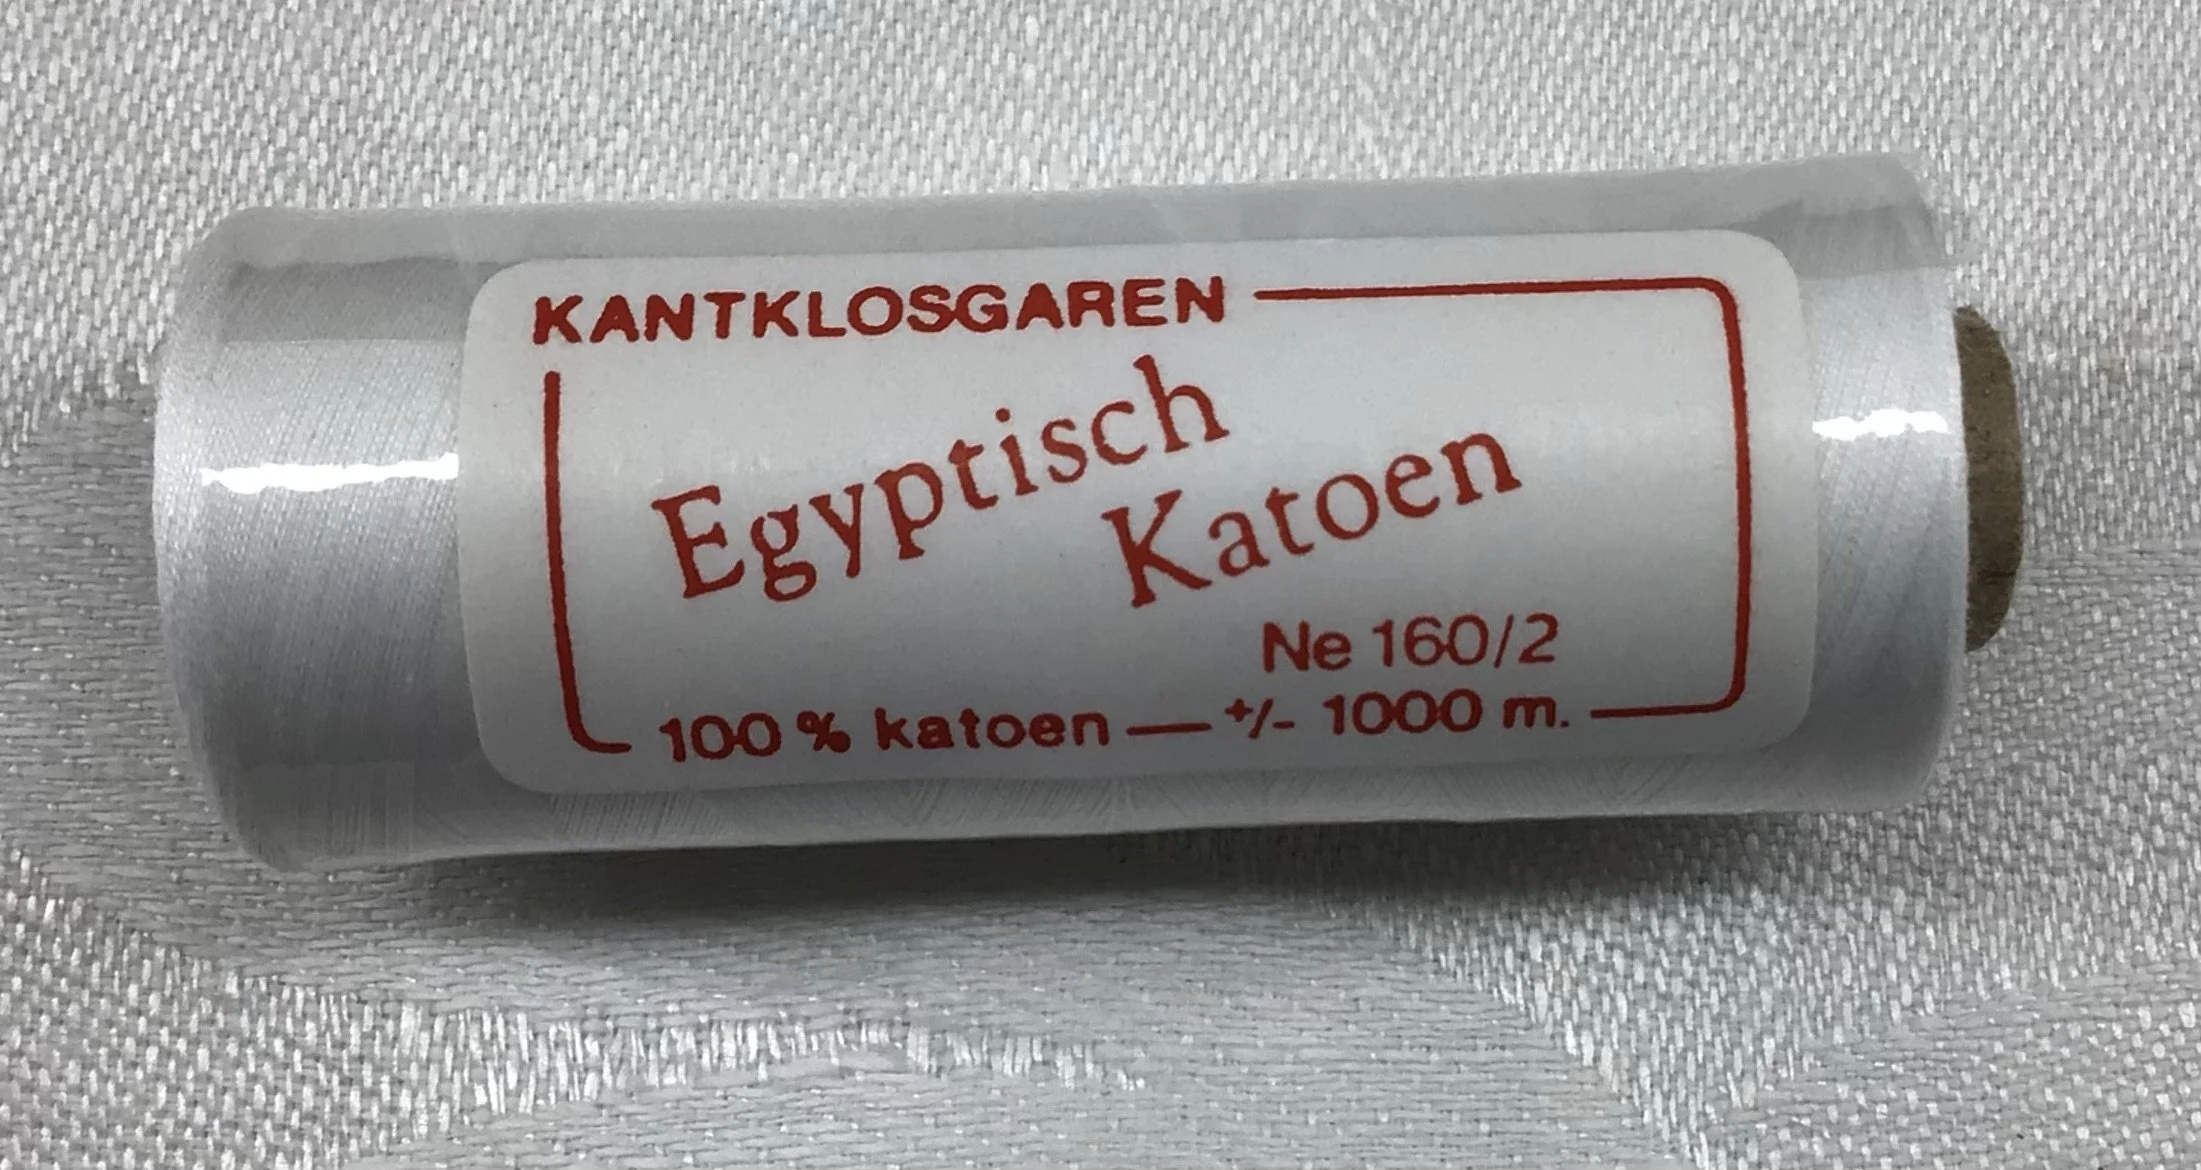 KANTKLOSGAREN
Egyptisch
Katoen
Ne 160/2
100 % katoen — +/- 1000 m.